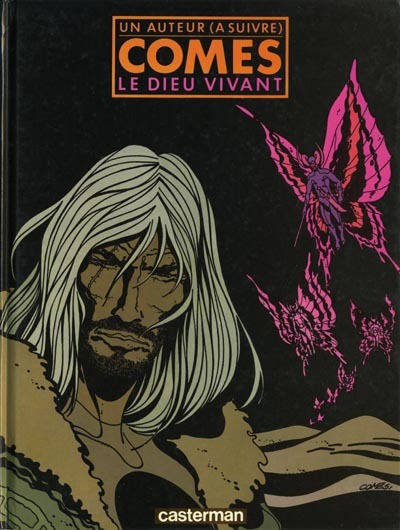 UN AUTEUR (A SUIVRE)
COMES
LE DIEU VIVANT
COMES.
casterman